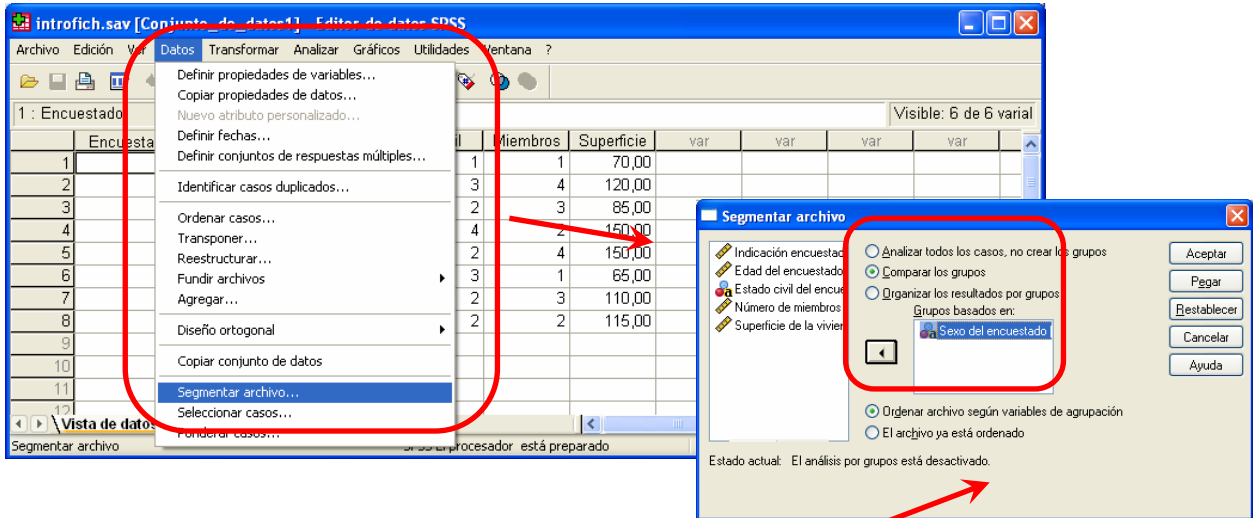 introfich.sav [Conjunto_de_datos1] - Editor de datos SPSS
Archivo Edición Ver Datos Transformar Analizar Gráficos Utilidades Ventana ?
1 : Encuestado
Visible: 6 de 6 varial
Encuesta
Miembros Superficie var var var var
1 1 1 70,00
2 3 4 120,00
3 2 3 85,00
4 4 2 150,00
5 2 4 150,00
6 3 1 65,00
7 2 3 110,00
8 2 2 115,00
9
10
11
12
Definir propiedades de variables...
Copiar propiedades de datos...
Nuevo atributo personalizado...
Definir fechas...
Definir conjuntos de respuestas múltiples...
Identificar casos duplicados...
Ordenar casos...
Transponer...
Reestructurar...
Fundir archivos
Agregar...
Diseño ortogonal
Copiar conjunto de datos
Segmentar archivo...
Seleccionar casos...
Ponderar casos...
Vista de datos
Segmentar archivo
SPSS El procesador está preparado
Segmentar archivo
Indicación encuestad
Edad del encuestado
Estado civil del encue
Número de miembros
Superficie de la vivier
Analizar todos los casos, no crear los grupos
Comparar los grupos
Organizar los resultados por grupos
Grupos basados en:
Sexo del encuestado
Ordenar archivo según variables de agrupación
El archivo ya está ordenado
Aceptar
Pegar
Restablecer
Cancelar
Ayuda
Estado actual: El análisis por grupos está desactivado.